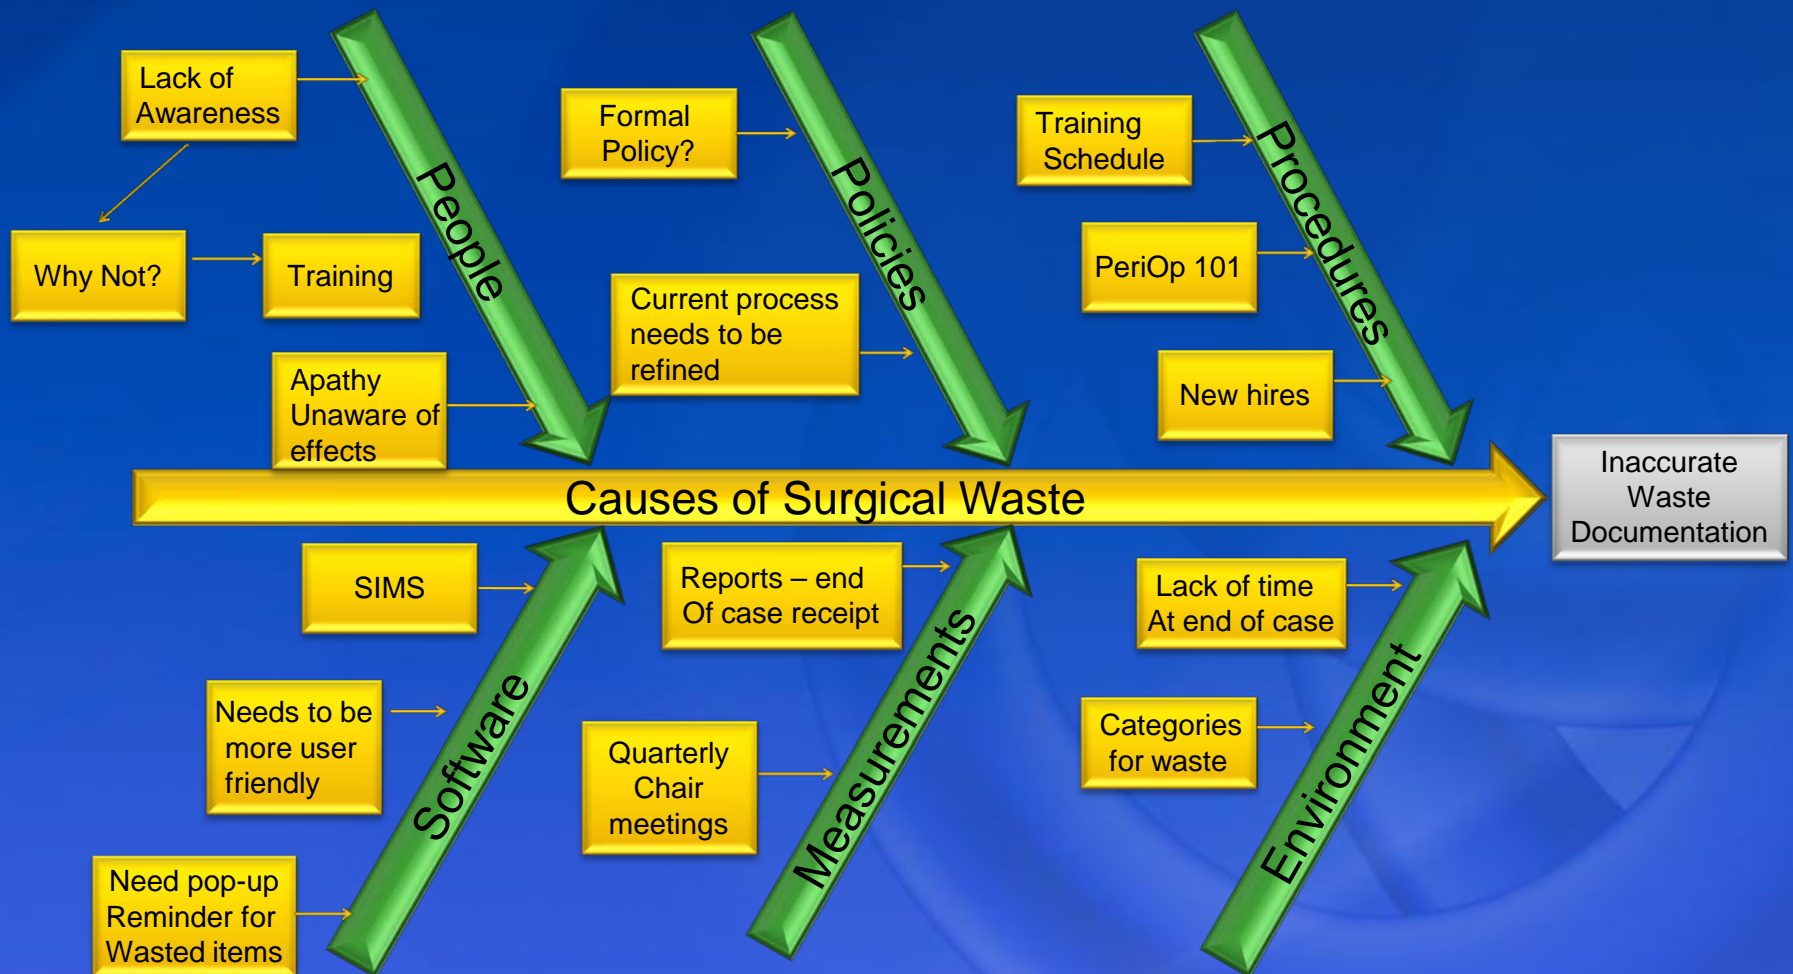 Lack of
Awareness
Why Not?
Training
Apathy
Unaware of
effects
People
Formal
Policy?
Current process
needs to be
refined
Policies
Training
Schedule
PeriOp 101
New hires
Procedures
Causes of Surgical Waste
Inaccurate
Waste
Documentation
SIMS
Needs to be
more user
friendly
Need pop-up
Reminder for
Wasted items
Software
Reports – end
Of case receipt
Quarterly
Chair
meetings
Measurements
Lack of time
At end of case
Categories
for waste
Environment